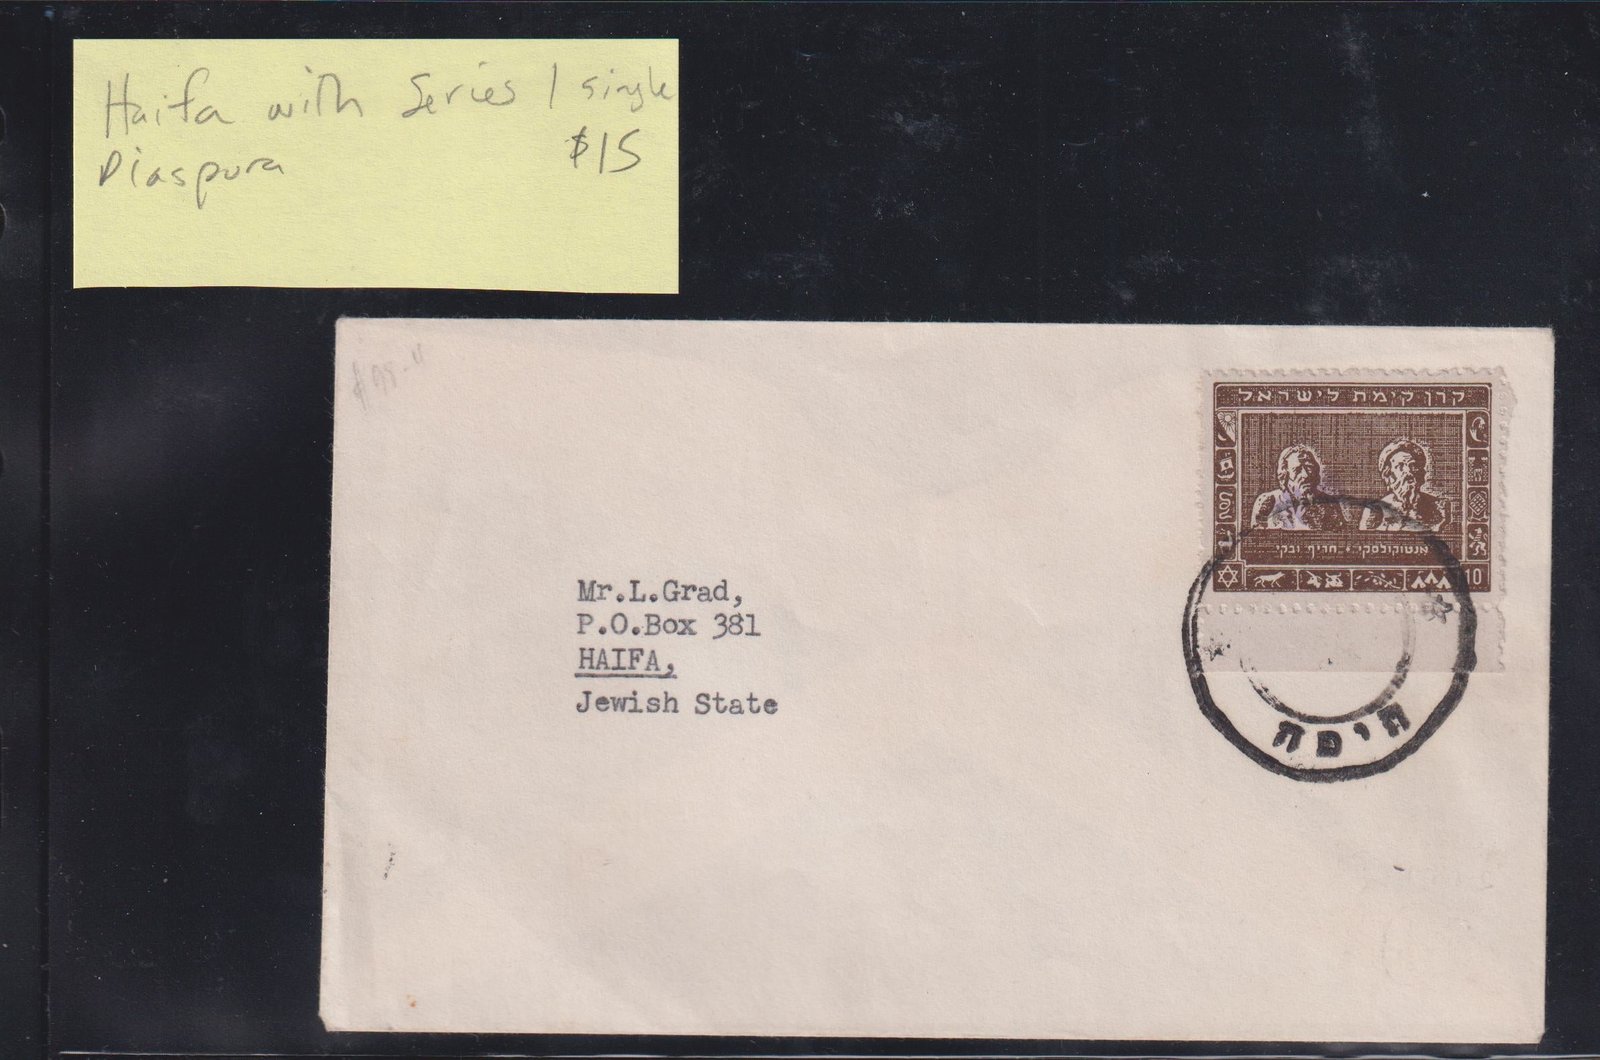 Haifa with Series 1 single
Diaspora $15
קרן קימת לישראל
אנטוקולסקי • חריף ובקי
10
Mr.L.Grad,
P.O.Box 381
HAIFA,
Jewish State
חיפה